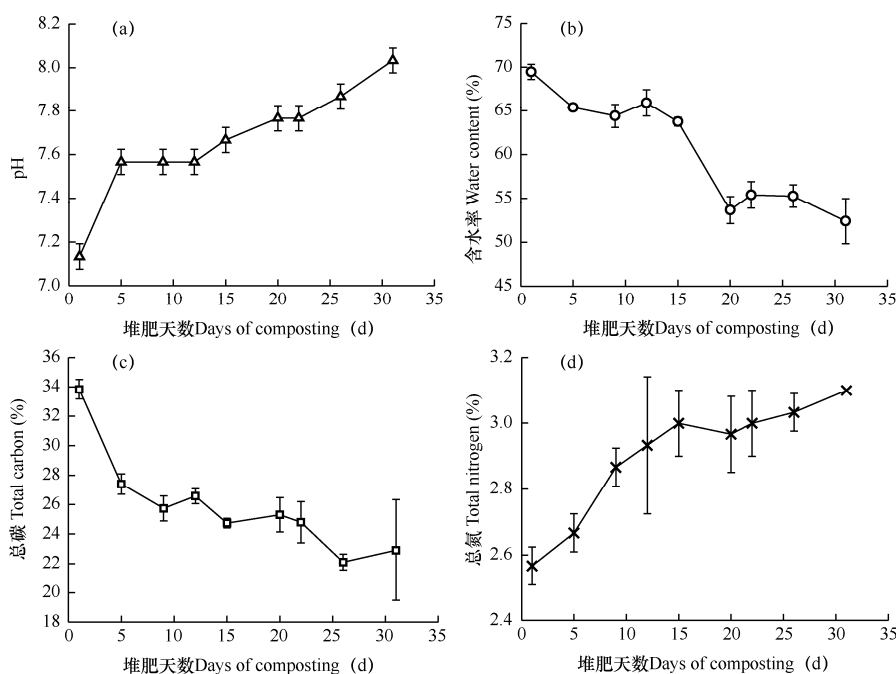 (a)
8.2
8.0
7.8
7.6
7.4
7.2
7.0
pH
0 5 10 15 20 25 30 35
堆肥天数Days of composting (d)
(b)
75
70
65
60
55
50
45
含水率 Water content (%)
0 5 10 15 20 25 30 35
堆肥天数Days of composting (d)
(c)
36
34
32
30
28
26
24
22
20
18
总碳 Total carbon (%)
0 5 10 15 20 25 30 35
堆肥天数Days of composting (d)
(d)
3.2
3.0
2.8
2.6
2.4
总氮 Total nitrogen (%)
0 5 10 15 20 25 30 35
堆肥天数Days of composting (d)